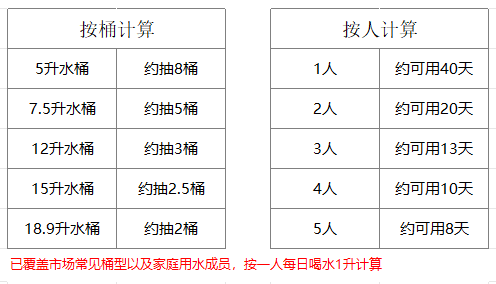 按桶计算
5升水桶 约抽8桶
7.5升水桶 约抽5桶
12升水桶 约抽3桶
15升水桶 约抽2.5桶
18.9升水桶 约抽2桶
按人计算
1人 约可用40天
2人 约可用20天
3人 约可用13天
4人 约可用10天
5人 约可用8天
已覆盖市场常见桶型以及家庭用水成员，按一人每日喝水1升计算